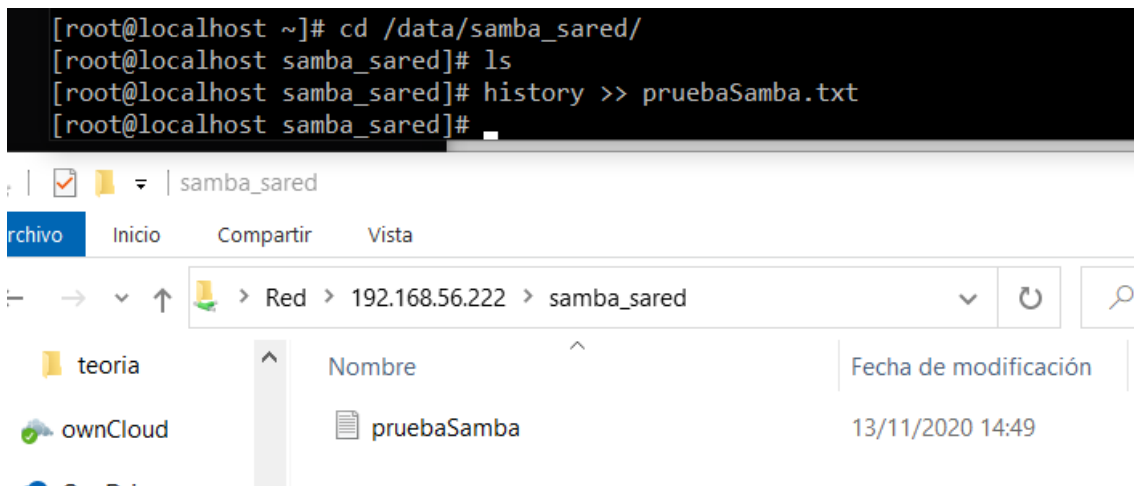 [root@localhost ~]# cd /data/samba_sared/
[root@localhost samba_sared]# ls
[root@localhost samba_sared]# history >> pruebaSamba.txt
[root@localhost samba_sared]#
samba_sared
rchivo Inicio Compartir Vista
Red > 192.168.56.222 > samba_sared
teoria Nombre Fecha de modificación
ownCloud pruebaSamba 13/11/2020 14:49